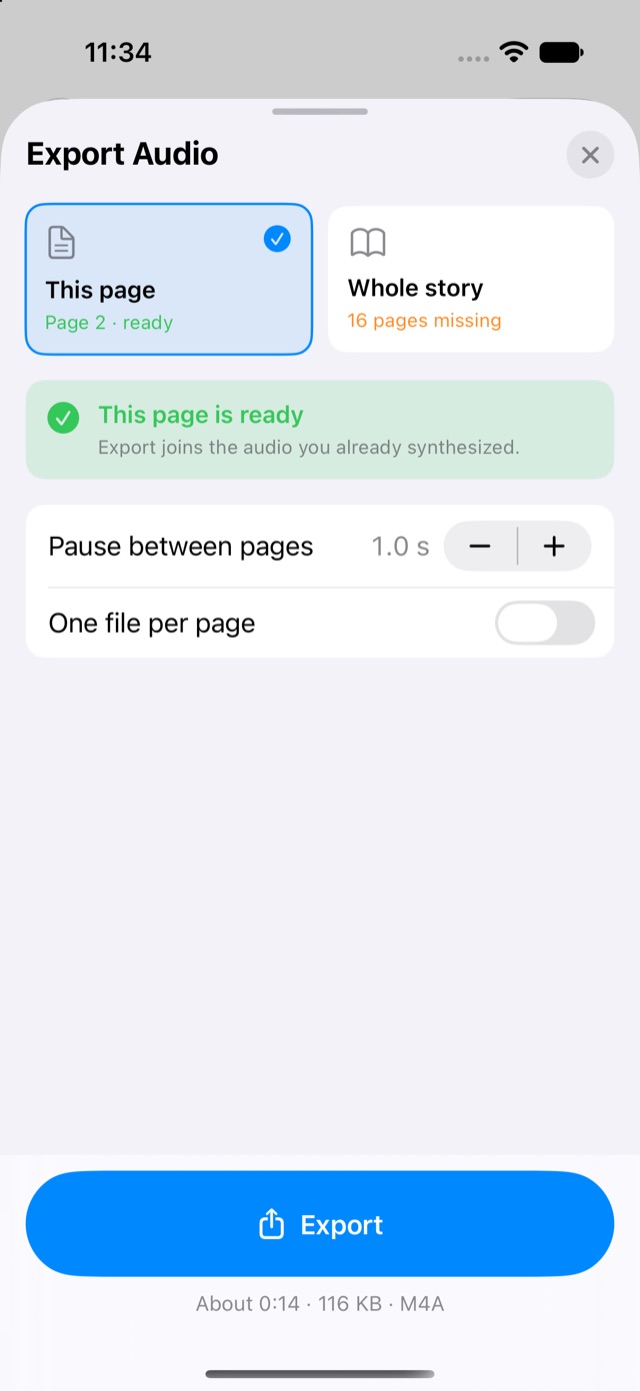 11:34
Export Audio
This page
Page 2 · ready
Whole story
16 pages missing
This page is ready
Export joins the audio you already synthesized.
Pause between pages 1.0 s
One file per page
Export
About 0:14 · 116 KB · M4A